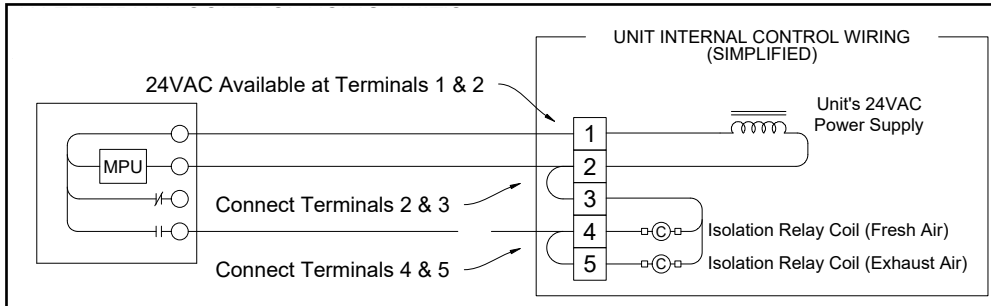 UNIT INTERNAL CONTROL WIRING
(SIMPLIFIED)
24VAC Available at Terminals 1 & 2
Unit's 24VAC
Power Supply
1
MPU
2
Connect Terminals 2 & 3
3
4
C
Isolation Relay Coil (Fresh Air)
Connect Terminals 4 & 5
5
C
Isolation Relay Coil (Exhaust Air)